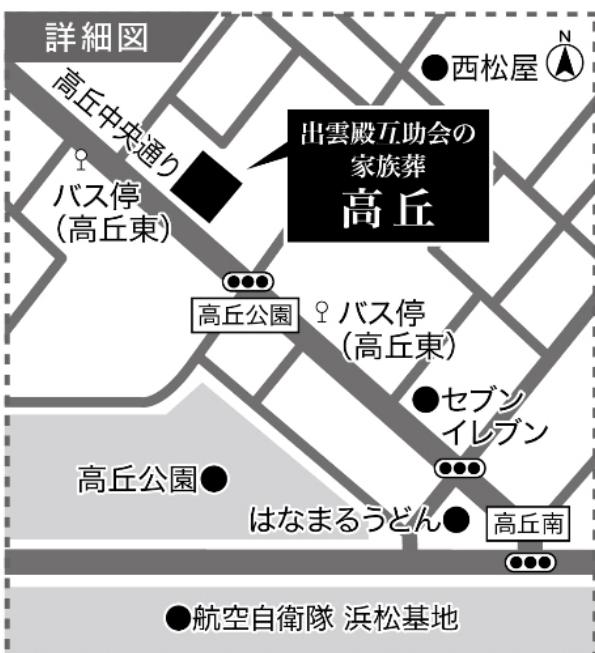 詳細図
N
西松屋
高丘中央通り
出雲殿互助会の
家族葬
高丘
バス停
(高丘東)
高丘公園
バス停
(高丘東)
セブン
イレブン
高丘公園
はなまるうどん
高丘南
航空自衛隊 浜松基地